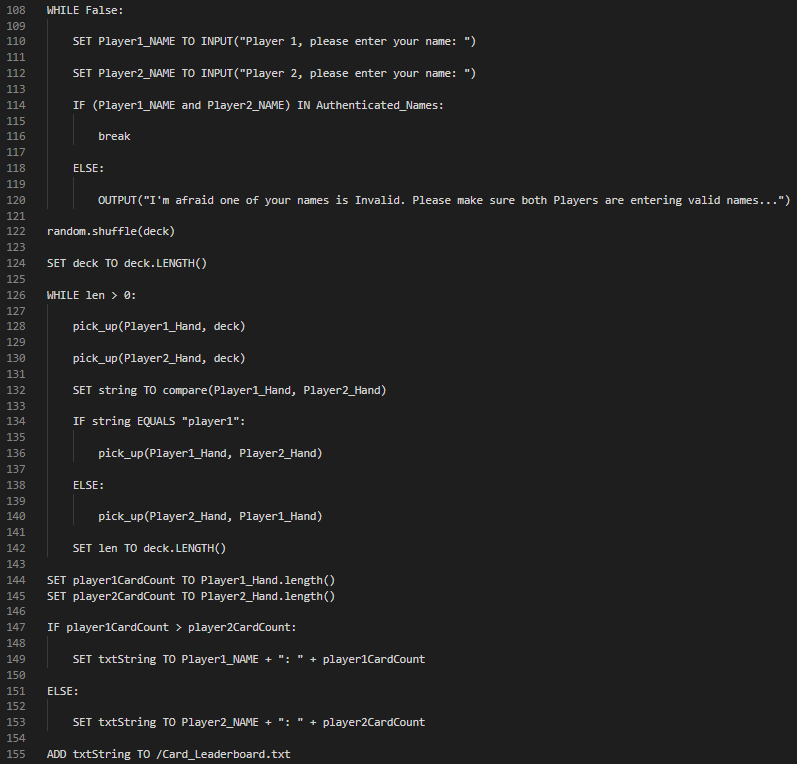 108 WHILE False:
109
110 SET Player1_NAME TO INPUT("Player 1, please enter your name: ")
111
112 SET Player2_NAME TO INPUT("Player 2, please enter your name: ")
113
114 IF (Player1_NAME and Player2_NAME) IN Authenticated_Names:
115
116 break
117
118 ELSE:
119
120 OUTPUT("I'm afraid one of your names is Invalid. Please make sure both Players are entering valid names...")
121
122 random.shuffle(deck)
123
124 SET deck TO deck.LENGTH()
125
126 WHILE len > 0:
127
128 pick_up(Player1_Hand, deck)
129
130 pick_up(Player2_Hand, deck)
131
132 SET string TO compare(Player1_Hand, Player2_Hand)
133
134 IF string EQUALS "player1":
135
136 pick_up(Player1_Hand, Player2_Hand)
137
138 ELSE:
139
140 pick_up(Player2_Hand, Player1_Hand)
141
142 SET len TO deck.LENGTH()
143
144 SET player1CardCount TO Player1_Hand.length()
145 SET player2CardCount TO Player2_Hand.length()
146
147 IF player1CardCount > player2CardCount:
148
149 SET txtString TO Player1_NAME + ": " + player1CardCount
150
151 ELSE:
152
153 SET txtString TO Player2_NAME + ": " + player2CardCount
154
155 ADD txtString TO /Card_Leaderboard.txt